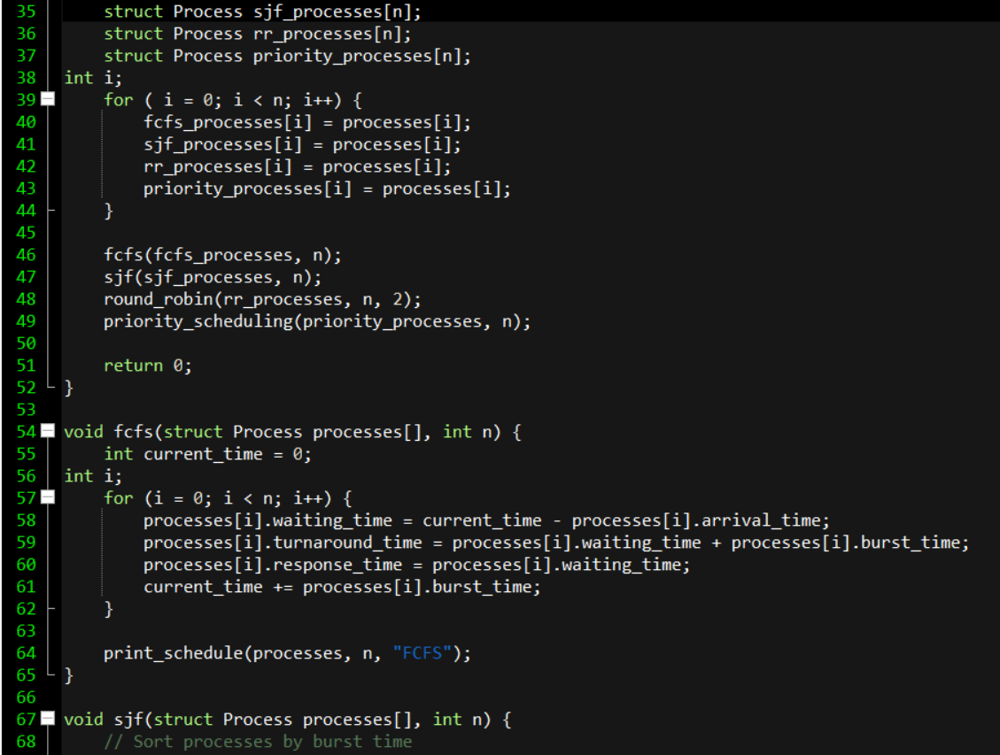 35 struct Process sjf_processes[n];
36 struct Process rr_processes[n];
37 struct Process priority_processes[n];
38 int i;
39 for ( i = 0; i < n; i++) {
40 fcfs_processes[i] = processes[i];
41 sjf_processes[i] = processes[i];
42 rr_processes[i] = processes[i];
43 priority_processes[i] = processes[i];
44 }
45
46 fcfs(fcfs_processes, n);
47 sjf(sjf_processes, n);
48 round_robin(rr_processes, n, 2);
49 priority_scheduling(priority_processes, n);
50
51 return 0;
52 }
53
54 void fcfs(struct Process processes[], int n) {
55 int current_time = 0;
56 int i;
57 for (i = 0; i < n; i++) {
58 processes[i].waiting_time = current_time - processes[i].arrival_time;
59 processes[i].turnaround_time = processes[i].waiting_time + processes[i].burst_time;
60 processes[i].response_time = processes[i].waiting_time;
61 current_time += processes[i].burst_time;
62 }
63
64 print_schedule(processes, n, "FCFS");
65 }
66
67 void sjf(struct Process processes[], int n) {
68 // Sort processes by burst time